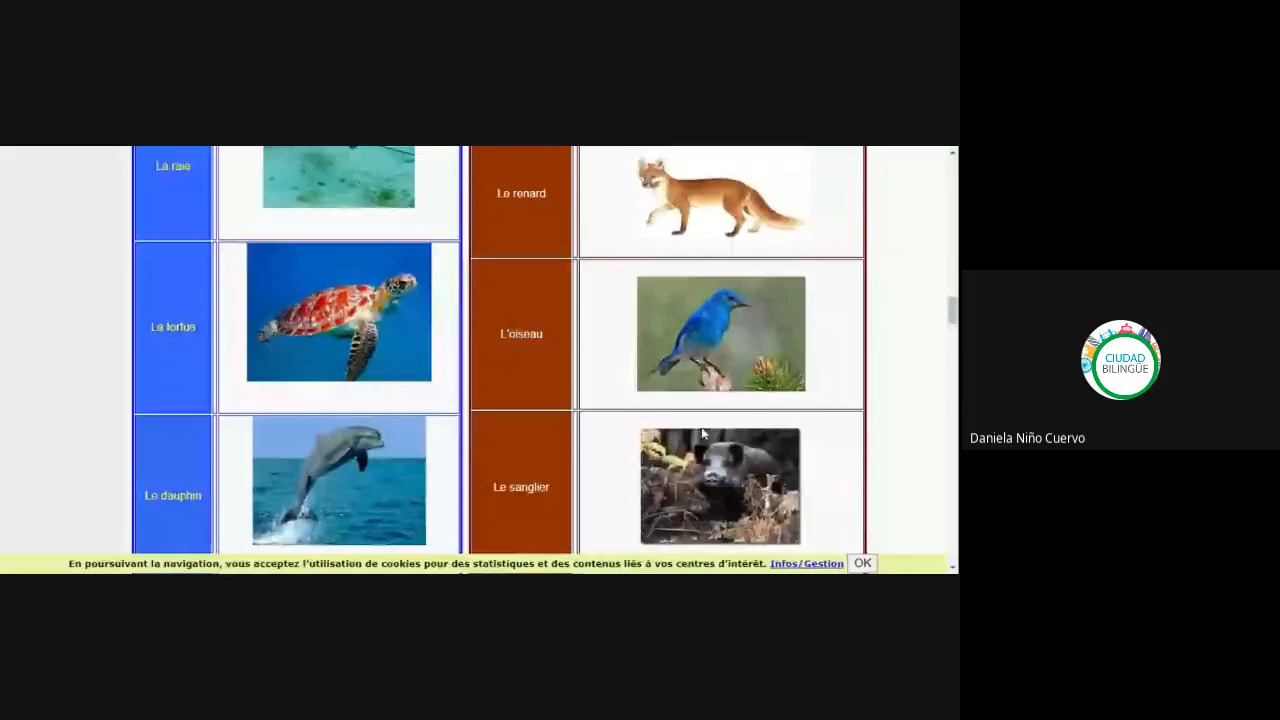 La raie
Le renard
La tortue
L'oiseau
Le dauphin
Le sanglier
En poursuivant la navigation, vous acceptez l'utilisation de cookies pour des statistiques et des contenus liés à vos centres d'intérêt. Infos/Gestion OK
CIUDAD
BILINGÜE
Daniela Niño Cuervo